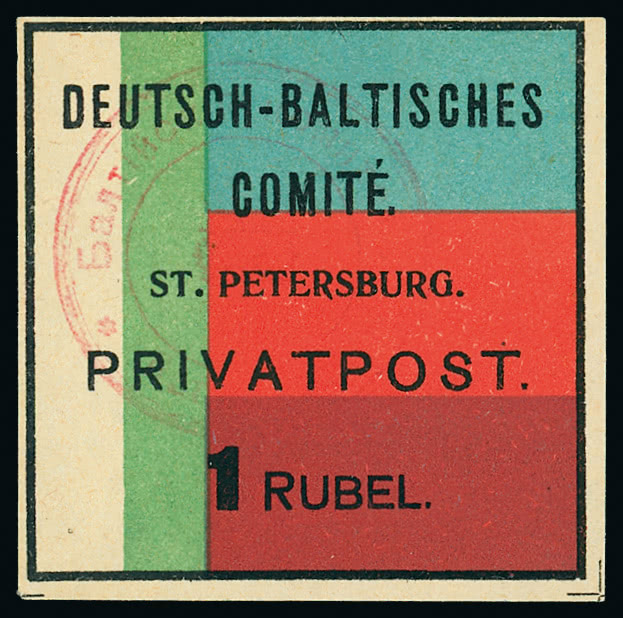 DEUTSCH-BALTISCHES
COMITÉ.
ST. PETERSBURG.
PRIVATPOST.
1 RUBEL.